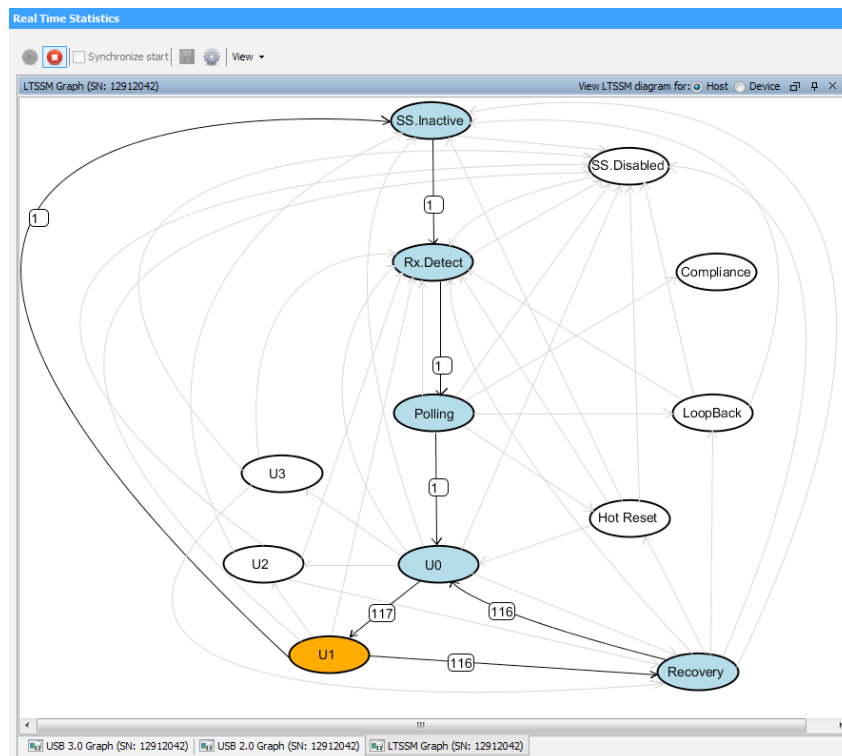 Real Time Statistics
Synchronize start View
LTSSM Graph (SN: 12912042) View LTSSM diagram for: Host Device
SS.Inactive
SS.Disabled
1
1
Rx.Detect
Compliance
1
Polling
LoopBack
U3
1
Hot Reset
U2
U0
117
116
U1
116
Recovery
USB 3.0 Graph (SN: 12912042) USB 2.0 Graph (SN: 12912042) LTSSM Graph (SN: 12912042)